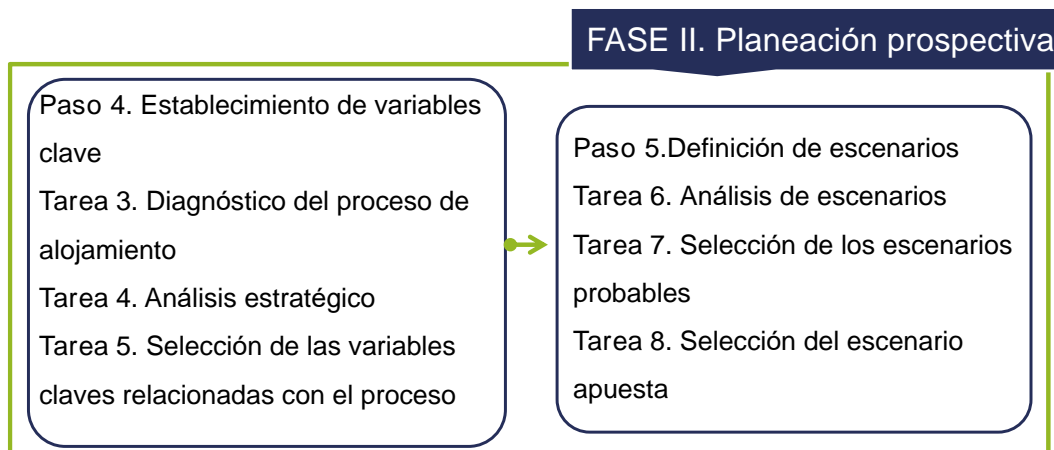 FASE II. Planeación prospectiva
Paso 4. Establecimiento de variables
clave
Tarea 3. Diagnóstico del proceso de
alojamiento
Tarea 4. Análisis estratégico
Tarea 5. Selección de las variables
claves relacionadas con el proceso
Paso 5.Definición de escenarios
Tarea 6. Análisis de escenarios
Tarea 7. Selección de los escenarios
probables
Tarea 8. Selección del escenario
apuesta